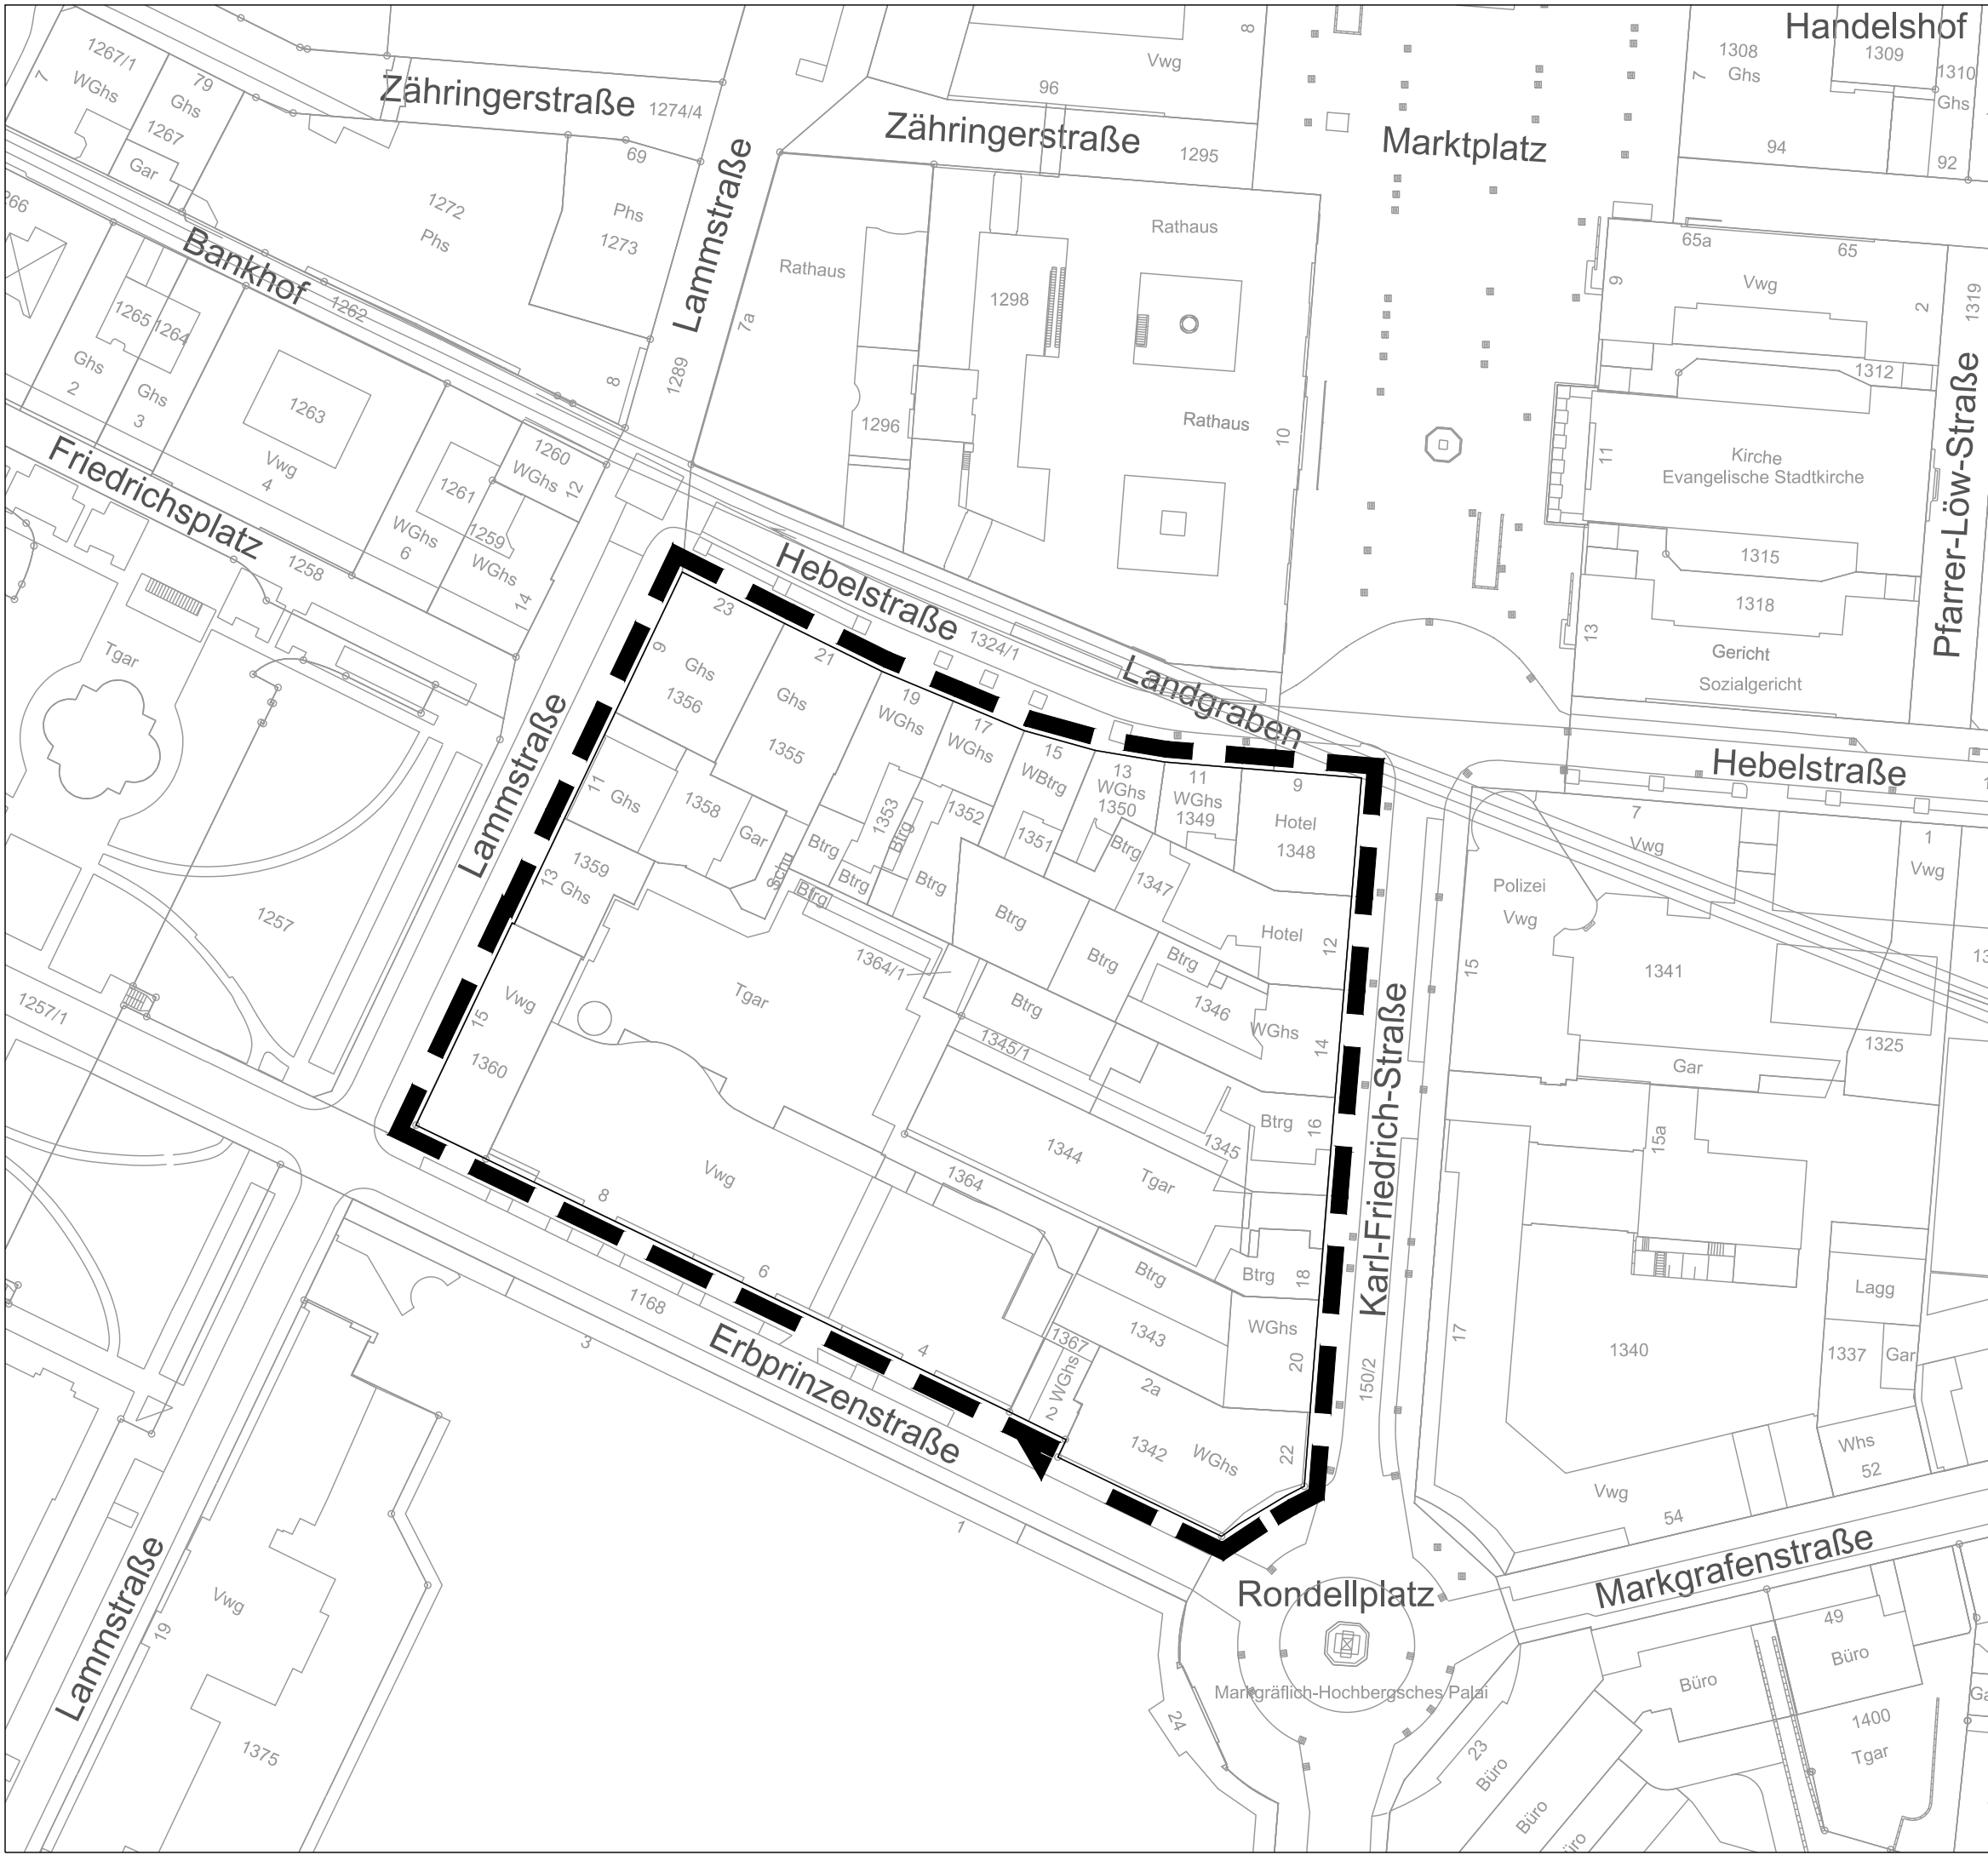 Handelshof
1267/1
WGhs
7
79
Ghs
1267
Gar
Zähringerstraße
1274/4
69
Vwg
96
8
Zähringerstraße
1295
Marktplatz
1308
Ghs
7
1309
1310
Ghs
94
92
1272
Phs
Phs
1273
Lammstraße
Rathaus
Rathaus
1298
65a
65
9
Vwg
2
1319
Bankhof
1262
1265
1264
Ghs
2
Ghs
3
1263
Vwg
4
8
1289
7a
1296
Rathaus
10
1312
11
Kirche
Evangelische Stadtkirche
Pfarrer-Löw-Straße
Friedrichsplatz
1258
1260
WGhs
12
1261
1259
WGhs
6
WGhs
14
Tgar
1315
1318
13
Gericht
Sozialgericht
Hebelstraße
1324/1
Landgraben
Hebelstraße
23
9
Ghs
1356
21
Ghs
1355
19
WGhs
17
WGhs
15
WBtrg
13
WGhs
1350
11
WGhs
1349
9
Hotel
1348
Lammstraße
11
Ghs
1358
Gar
Schu
Btrg
1353
Btrg
1352
1351
Btrg
Btrg
Btrg
Btrg
1347
7
Vwg
1
Vwg
1359
13
Ghs
1257
Btrg
Hotel
12
Polizei
Vwg
15
1341
1325
1364/1
Btrg
Btrg
1346
WGhs
14
1257/1
Vwg
15
1360
Tgar
Btrg
1345/1
Karl-Friedrich-Straße
Gar
Btrg
16
15a
1345
1344
Tgar
Vwg
1364
8
6
4
1168
3
Erbprinzenstraße
Btrg
Btrg
18
1343
WGhs
20
1367
WGhs
2
2a
1342
WGhs
22
150/2
17
1340
Lagg
1337
Gar
Whs
52
Vwg
54
Markgrafenstraße
1
Rondellplatz
Markgräflich-Hochbergsches Palai
24
23
Büro
Lammstraße
Vwg
19
1375
49
Büro
Büro
1400
Tgar
Büro